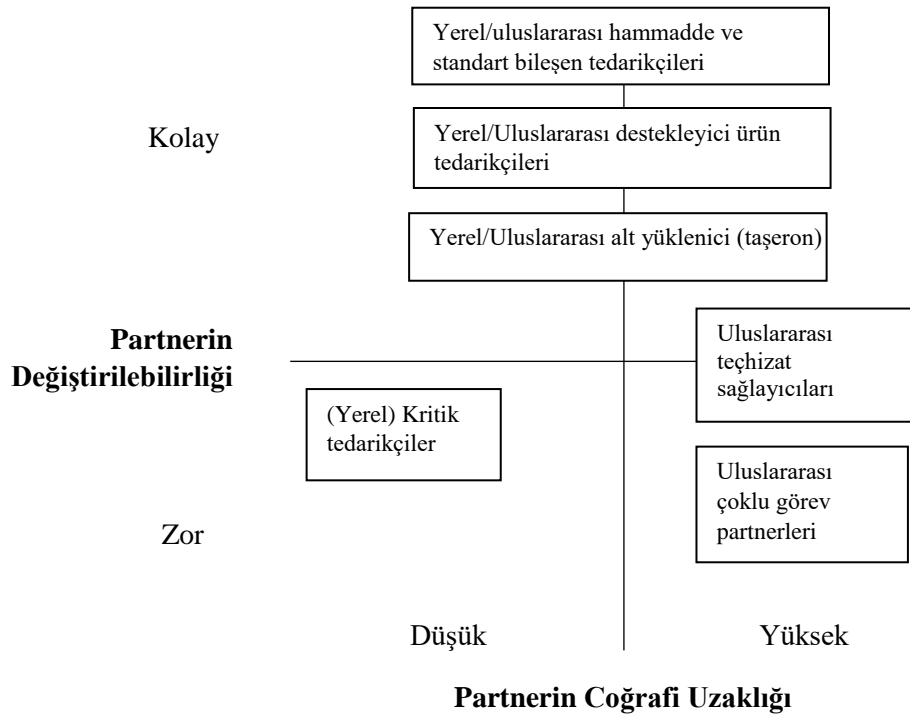 Yerel/uluslararası hammadde ve
standart bileşen tedarikçileri
Kolay
Yerel/Uluslararası destekleyici ürün
tedarikçileri
Yerel/Uluslararası alt yüklenici (taşeron)
Partnerin
Değiştirilebilirliği
Uluslararası
teçhizat
sağlayıcıları
(Yerel) Kritik
tedarikçiler
Uluslararası
çoklu görev
partnerleri
Zor
Düşük
Yüksek
Partnerin Coğrafi Uzaklığı